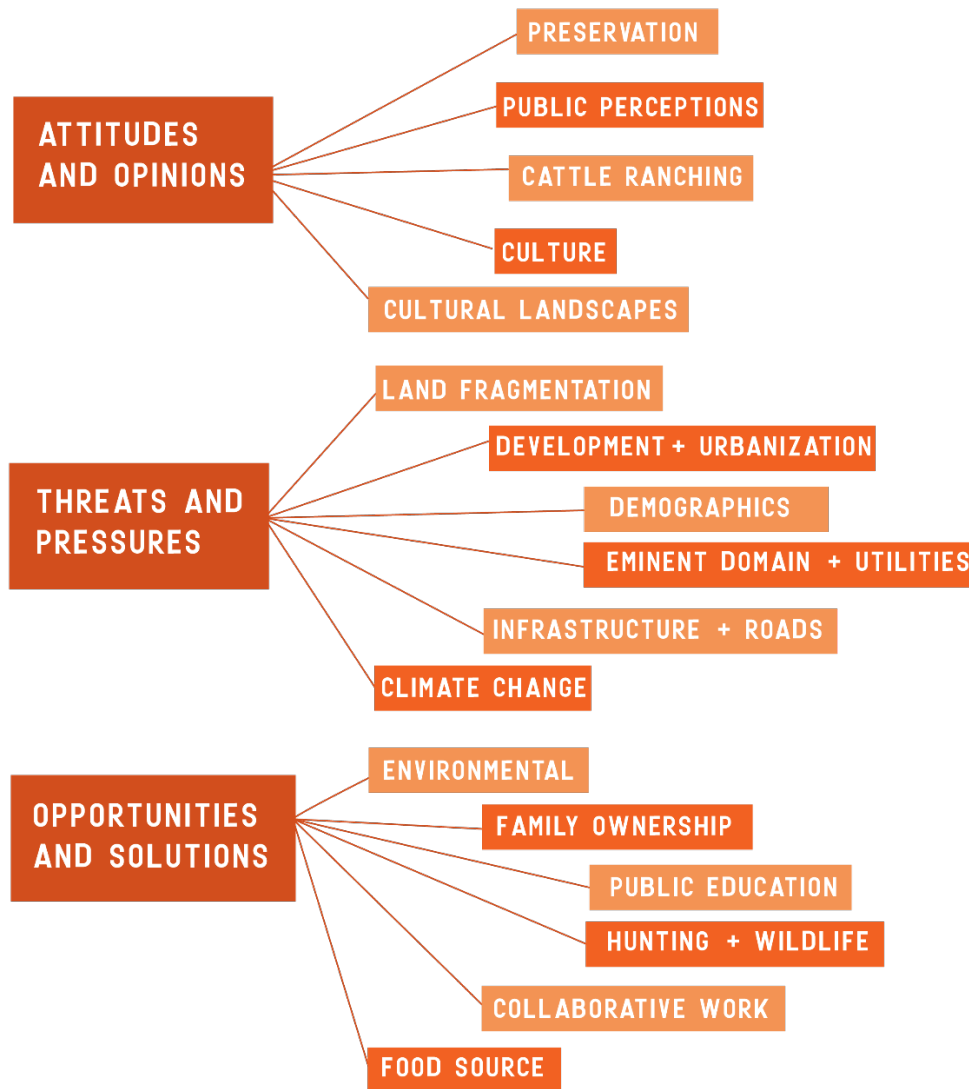 ATTITUDES
AND OPINIONS
PRESERVATION
PUBLIC PERCEPTIONS
CATTLE RANCHING
CULTURE
CULTURAL LANDSCAPES
THREATS AND
PRESSURES
LAND FRAGMENTATION
DEVELOPMENT + URBANIZATION
DEMOGRAPHICS
EMINENT DOMAIN + UTILITIES
INFRASTRUCTURE + ROADS
CLIMATE CHANGE
OPPORTUNITIES
AND SOLUTIONS
ENVIRONMENTAL
FAMILY OWNERSHIP
PUBLIC EDUCATION
HUNTING + WILDLIFE
COLLABORATIVE WORK
FOOD SOURCE